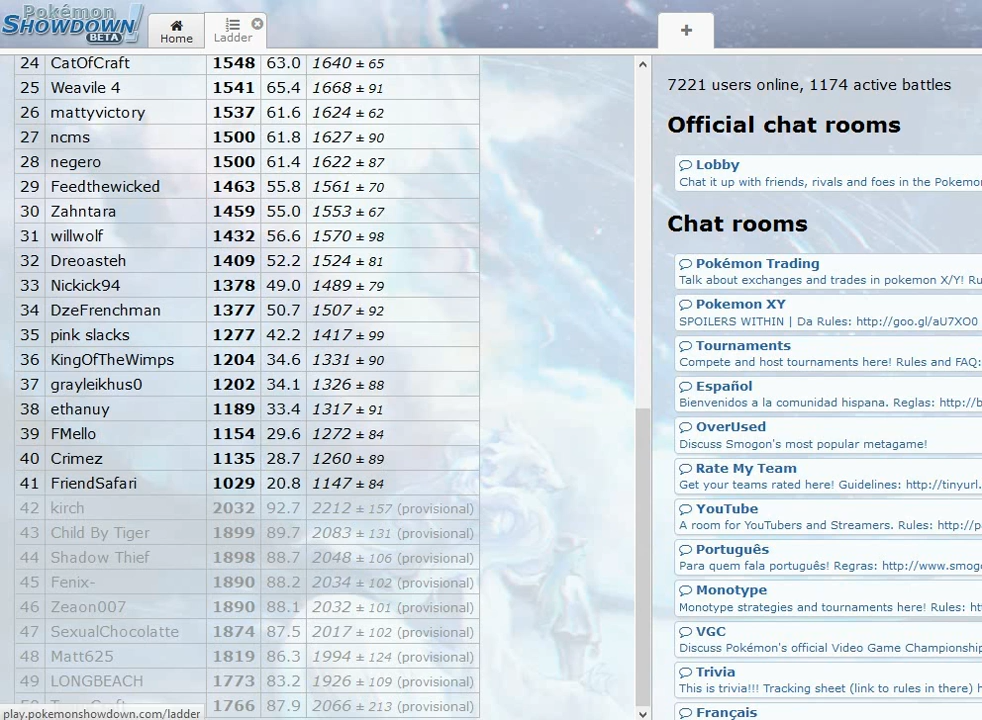 Pokémon
SHOWDOWN!
BETA
Home
Ladder
+
24 CatOfCraft 1548 63.0 1640 ± 65
25 Weavile 4 1541 65.4 1668 ± 91
26 mattyvictory 1537 61.6 1624 ± 62
27 ncms 1500 61.8 1627 ± 90
28 negero 1500 61.4 1622 ± 87
29 Feedthewicked 1463 55.8 1561 ± 70
30 Zahntara 1459 55.0 1553 ± 67
31 willwolf 1432 56.6 1570 ± 98
32 Dreoasteh 1409 52.2 1524 ± 81
33 Nickick94 1378 49.0 1489 ± 79
34 DzeFrenchman 1377 50.7 1507 ± 92
35 pink slacks 1277 42.2 1417 ± 99
36 KingOfTheWimps 1204 34.6 1331 ± 90
37 grayleikhus0 1202 34.1 1326 ± 88
38 ethanuy 1189 33.4 1317 ± 91
39 FMello 1154 29.6 1272 ± 84
40 Crimez 1135 28.7 1260 ± 89
41 FriendSafari 1029 20.8 1147 ± 84
42 kirch 2032 92.7 2212 ± 157 (provisional)
43 Child By Tiger 1899 89.7 2083 ± 131 (provisional)
44 Shadow Thief 1898 88.7 2048 ± 106 (provisional)
45 Fenix- 1890 88.2 2034 ± 102 (provisional)
46 Zeaon007 1890 88.1 2032 ± 101 (provisional)
47 SexualChocolatte 1874 87.5 2017 ± 102 (provisional)
48 Matt625 1819 86.3 1994 ± 124 (provisional)
49 LONGBEACH 1773 83.2 1926 ± 109 (provisional)
1766 87.9 2066 ± 213 (provisional)
play.pokemonshowdown.com/ladder
7221 users online, 1174 active battles
Official chat rooms
Lobby
Chat it up with friends, rivals and foes in the Pokemo
Chat rooms
Pokémon Trading
Talk about exchanges and trades in pokemon X/Y! Ru
Pokemon XY
SPOILERS WITHIN | Da Rules: http://goo.gl/aU7XO0
Tournaments
Compete and host tournaments here! Rules and FAQ:
Español
Bienvenidos a la comunidad hispana. Reglas: http://b
OverUsed
Discuss Smogon's most popular metagame!
Rate My Team
Get your teams rated here! Guidelines: http://tinyurl.
YouTube
A room for YouTubers and Streamers. Rules: http://p
Português
Para quem fala português! Regras: http://www.smog
Monotype
Monotype strategies and tournaments here! Rules: ht
VGC
Discuss Pokémon's official Video Game Championship
Trivia
This is trivia!!! Tracking sheet (link to rules in there) h
Français